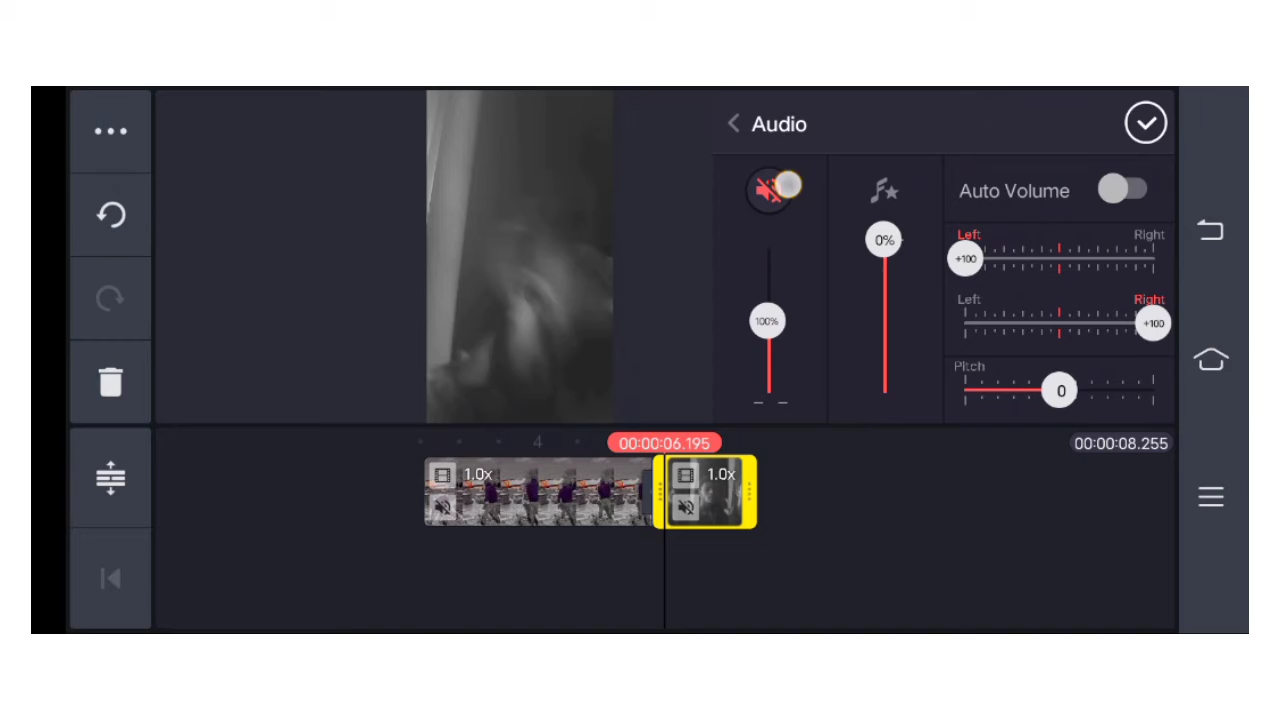 Audio
Auto Volume
0%
Left Right
+100
Left Right
100% +100
Pitch
0
4 00:00:06.195 00:00:08.255
1.0x 1.0x